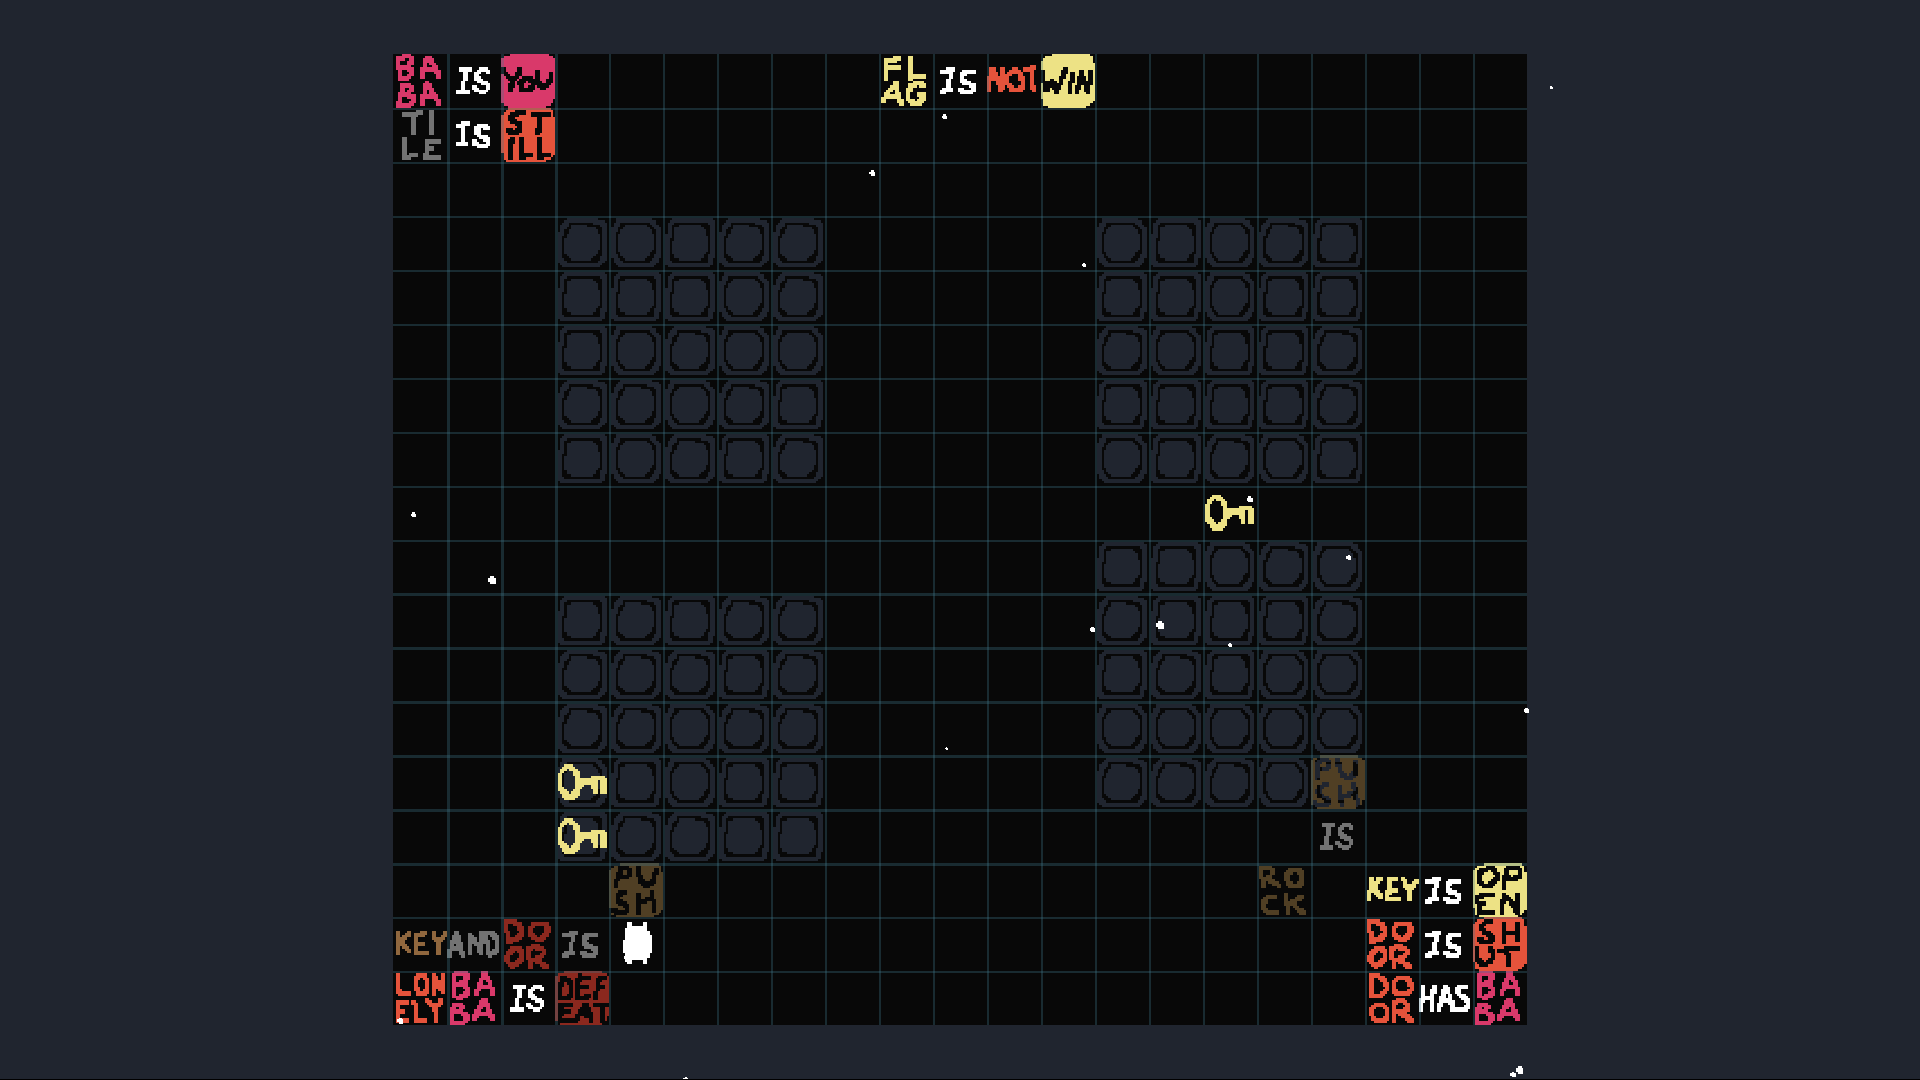 BABA IS YOU FLAG IS NOT WIN
TILE IS STILL
PUSH
IS
PUSH ROCK KEY IS OPEN
KEY AND DOOR IS DOOR IS SHUT
LONELY BABA IS DEFEAT DOOR HAS BABA